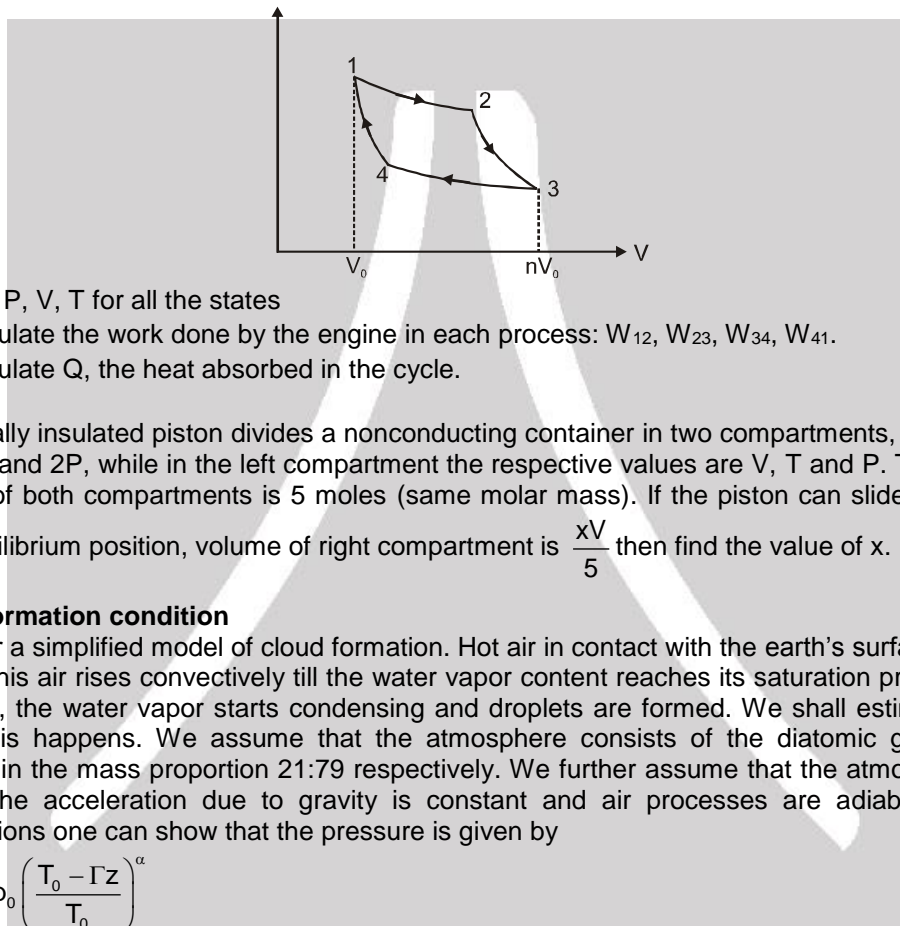 1
2
4
3
V
V₀
nV₀
P, V, T for all the states
ulate the work done by the engine in each process: W₁₂, W₂₃, W₃₄, W₄₁.
ulate Q, the heat absorbed in the cycle.
ally insulated piston divides a nonconducting container in two compartments,
and 2P, while in the left compartment the respective values are V, T and P. T
of both compartments is 5 moles (same molar mass). If the piston can slide
ilibrium position, volume of right compartment is xV/5 then find the value of x.
ormation condition
r a simplified model of cloud formation. Hot air in contact with the earth's surfa
his air rises convectively till the water vapor content reaches its saturation pr
, the water vapor starts condensing and droplets are formed. We shall estir
is happens. We assume that the atmosphere consists of the diatomic g
in the mass proportion 21:79 respectively. We further assume that the atmo
he acceleration due to gravity is constant and air processes are adiab
ions one can show that the pressure is given by
p₀ ((T₀ − Γz)/T₀)^α